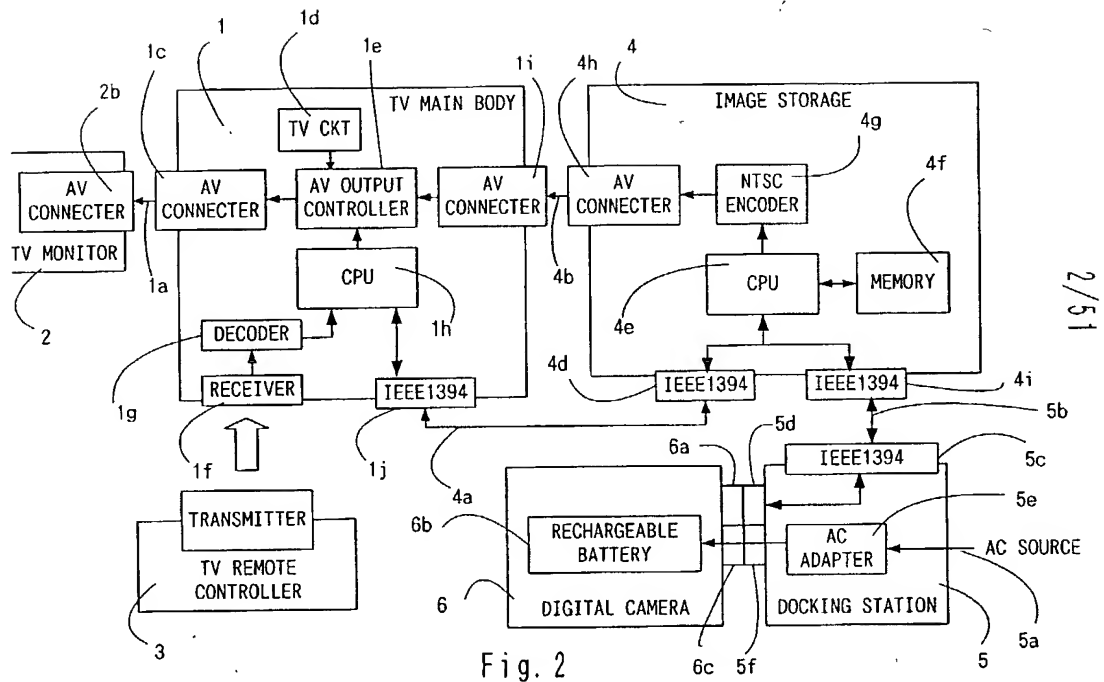 1d
1c
1
1e
1i
4h
4
2b
TV MAIN BODY
IMAGE STORAGE
TV CKT
4g
4f
AV CONNECTER
AV CONNECTER
AV OUTPUT CONTROLLER
AV CONNECTER
AV CONNECTER
NTSC ENCODER
TV MONITOR
1a
CPU
4b
CPU
MEMORY
2/51
2
1h
4e
DECODER
4d
1g
RECEIVER
IEEE1394
IEEE1394
IEEE1394
4i
5b
1f
1j
4a
6a
5d
IEEE1394
5c
TRANSMITTER
6b
RECHARGEABLE BATTERY
5e
AC ADAPTER
AC SOURCE
TV REMOTE CONTROLLER
6
DIGITAL CAMERA
DOCKING STATION
3
6c
5f
5
5a
Fig. 2